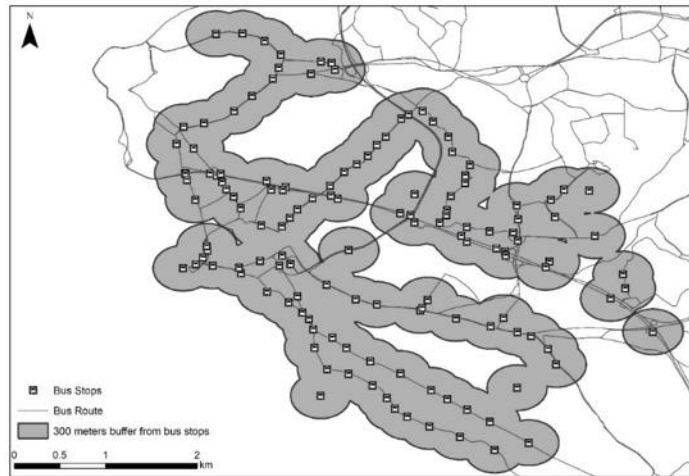 N
Bus Stops
Bus Route
300 meters buffer from bus stops
0 0.5 1 2
km